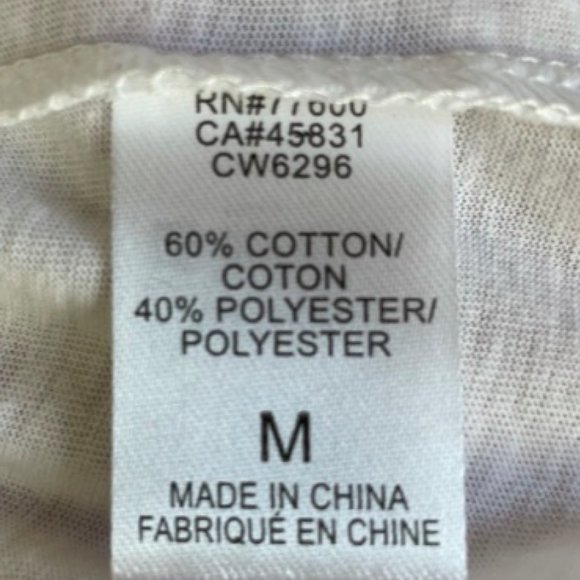 RN#77600
CA#45831
CW6296
60% COTTON/
COTON
40% POLYESTER/
POLYESTER
M
MADE IN CHINA
FABRIQUÉ EN CHINE